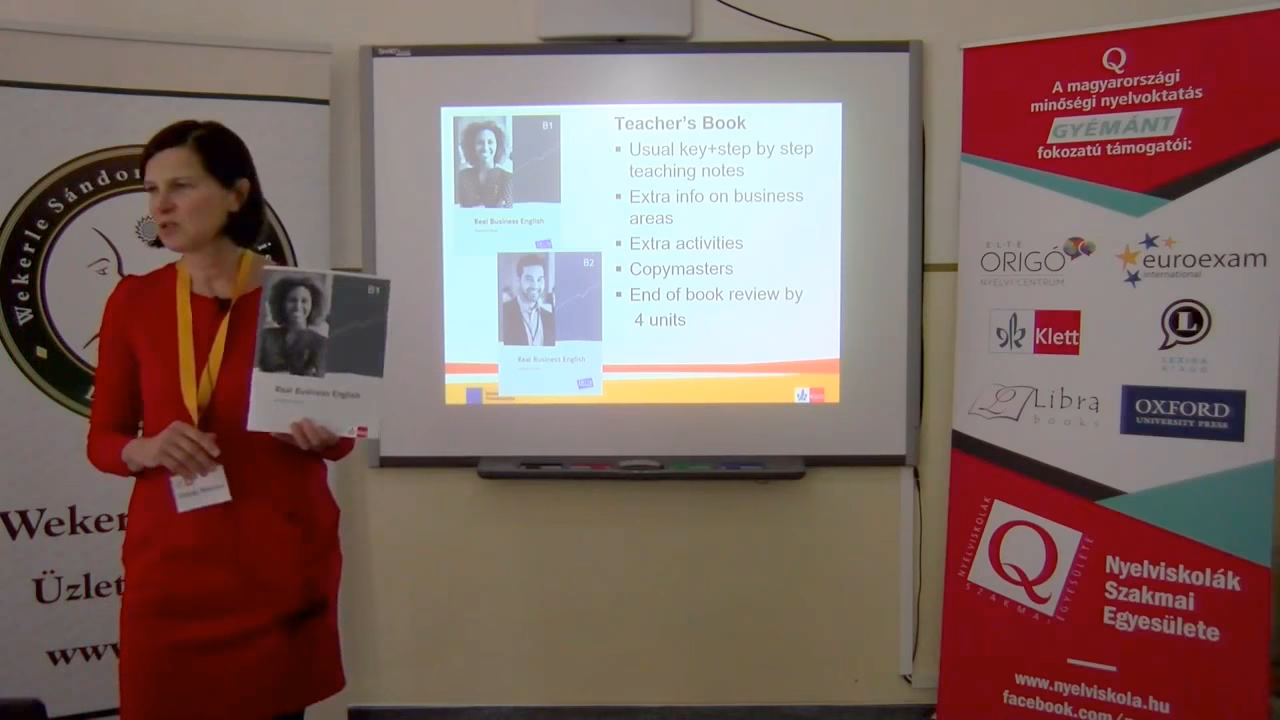 Wekerle Sándor
Weker
Üzlet
www
B1
Real Business English
Klett
B1
Real Business English
B2
Real Business English
Teacher's Book
▪ Usual key+step by step
teaching notes
▪ Extra info on business
areas
▪ Extra activities
▪ Copymasters
▪ End of book review by
4 units
Klett
Q
A magyarországi
minőségi nyelvoktatás
GYÉMÁNT
fokozatú támogatói:
ELTE
ORIGÓ
NYELVI CENTRUM
euroexam
international
Klett
L
LEXIKA
KIADÓ
Libra
books
OXFORD
UNIVERSITY PRESS
NYELVISKOLÁK
Q
SZAKMAI
EGYESÜLETE
Nyelviskolák
Szakmai
Egyesülete
www.nyelviskola.hu
facebook.com/